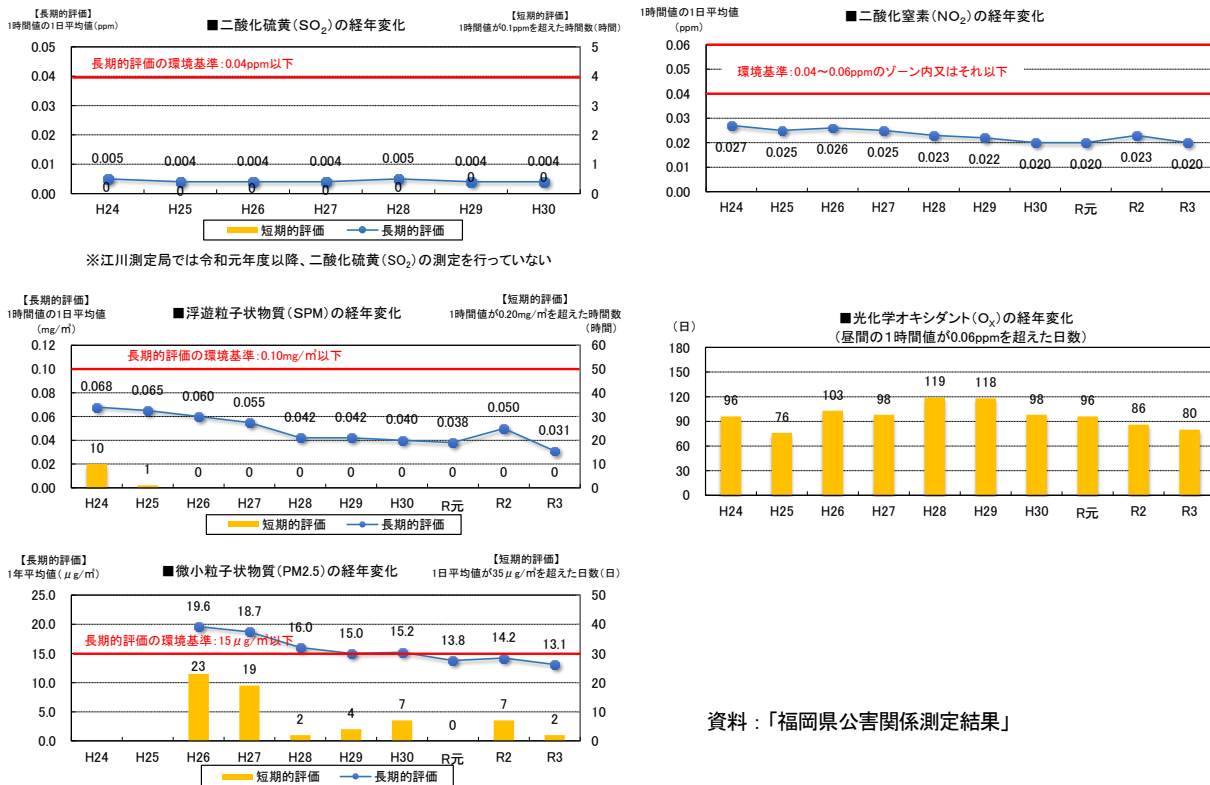 【長期的評価】
1時間値の1日平均値(ppm)
■二酸化硫黄(SO₂)の経年変化
【短期的評価】
1時間値が0.1ppmを超えた時間数(時間)
0.05
0.04
0.03
0.02
0.01
0.00
長期的評価の環境基準:0.04ppm以下
5
4
3
2
1
0
0.005 0.004 0.004 0.004 0.005 0.004 0.004
0 0 0 0 0 0 0
H24 H25 H26 H27 H28 H29 H30
短期的評価 長期的評価
※江川測定局では令和元年度以降、二酸化硫黄(SO₂)の測定を行っていない
1時間値の1日平均値
(ppm)
■二酸化窒素(NO₂)の経年変化
0.06
0.05
0.04
0.03
0.02
0.01
0.00
環境基準:0.04～0.06ppmのゾーン内又はそれ以下
0.027 0.025 0.026 0.025 0.023 0.022 0.020 0.020 0.023 0.020
H24 H25 H26 H27 H28 H29 H30 R元 R2 R3
【長期的評価】
1時間値の1日平均値
(mg/㎥)
■浮遊粒子状物質(SPM)の経年変化
【短期的評価】
1時間値が0.20mg/㎥を超えた時間数
(時間)
0.12
0.10
0.08
0.06
0.04
0.02
0.00
長期的評価の環境基準:0.10mg/㎥以下
60
50
40
30
20
10
0
0.068 0.065 0.060 0.055 0.042 0.042 0.040 0.038 0.050 0.031
10 1 0 0 0 0 0 0 0 0
H24 H25 H26 H27 H28 H29 H30 R元 R2 R3
短期的評価 長期的評価
■光化学オキシダント(Oₓ)の経年変化
(昼間の1時間値が0.06ppmを超えた日数)
(日)
180
150
120
90
60
30
0
96 76 103 98 119 118 98 96 86 80
H24 H25 H26 H27 H28 H29 H30 R元 R2 R3
【長期的評価】
1年平均値(μg/㎥)
■微小粒子状物質(PM2.5)の経年変化
【短期的評価】
1日平均値が35μg/㎥を超えた日数(日)
25.0
20.0
15.0
10.0
5.0
0.0
長期的評価の環境基準:15μg/㎥以下
50
40
30
20
10
0
19.6 18.7 16.0 15.0 15.2 13.8 14.2 13.1
23 19 2 4 7 0 7 2
H24 H25 H26 H27 H28 H29 H30 R元 R2 R3
短期的評価 長期的評価
資料:「福岡県公害関係測定結果」